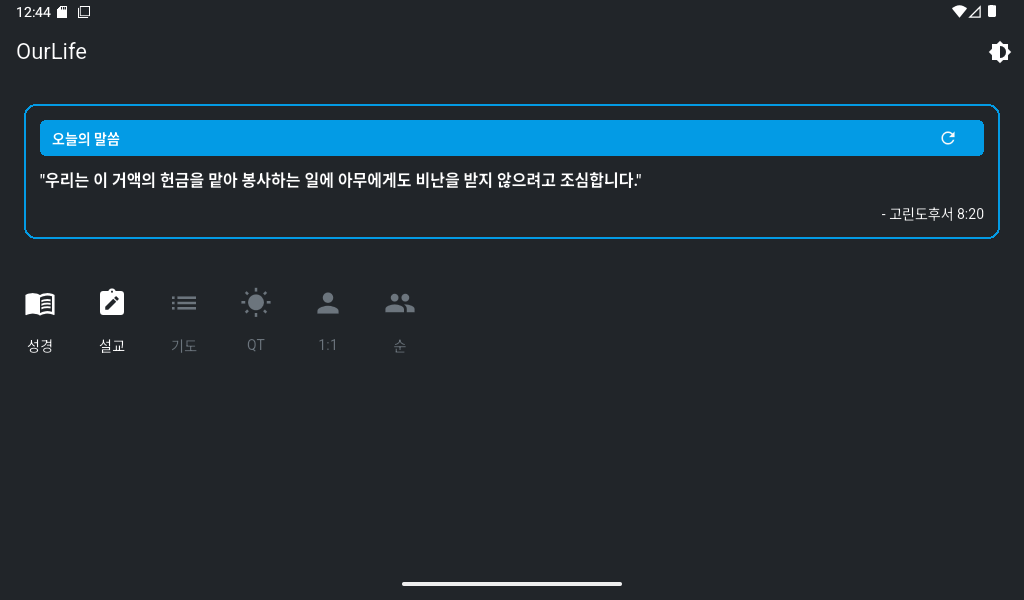 12:44
OurLife
오늘의 말씀
"우리는 이 거액의 헌금을 맡아 봉사하는 일에 아무에게도 비난을 받지 않으려고 조심합니다."
- 고린도후서 8:20
성경 설교 기도 QT 1:1 순